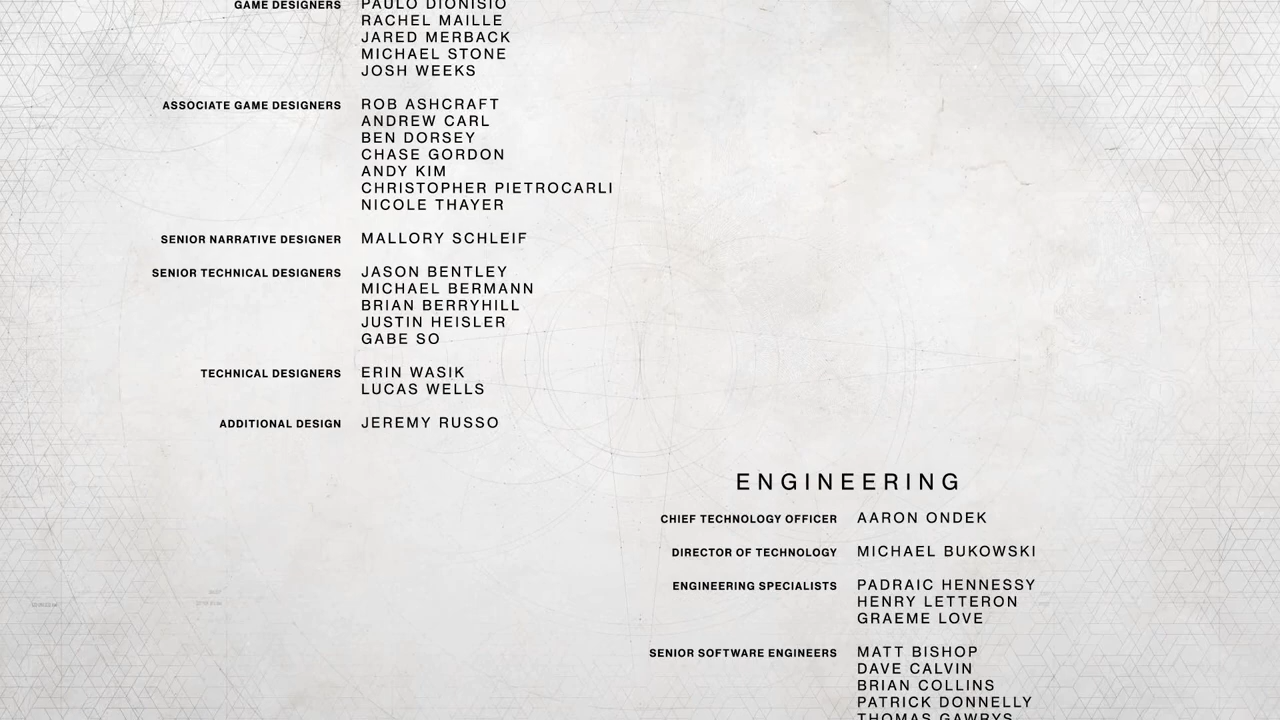 GAME DESIGNERS PAULO DIONISIO
RACHEL MAILLE
JARED MERBACK
MICHAEL STONE
JOSH WEEKS
ASSOCIATE GAME DESIGNERS ROB ASHCRAFT
ANDREW CARL
BEN DORSEY
CHASE GORDON
ANDY KIM
CHRISTOPHER PIETROCARLI
NICOLE THAYER
SENIOR NARRATIVE DESIGNER MALLORY SCHLEIF
SENIOR TECHNICAL DESIGNERS JASON BENTLEY
MICHAEL BERMANN
BRIAN BERRYHILL
JUSTIN HEISLER
GABE SO
TECHNICAL DESIGNERS ERIN WASIK
LUCAS WELLS
ADDITIONAL DESIGN JEREMY RUSSO
ENGINEERING
CHIEF TECHNOLOGY OFFICER AARON ONDEK
DIRECTOR OF TECHNOLOGY MICHAEL BUKOWSKI
ENGINEERING SPECIALISTS PADRAIC HENNESSY
HENRY LETTERON
GRAEME LOVE
SENIOR SOFTWARE ENGINEERS MATT BISHOP
DAVE CALVIN
BRIAN COLLINS
PATRICK DONNELLY
THOMAS GAWRYS